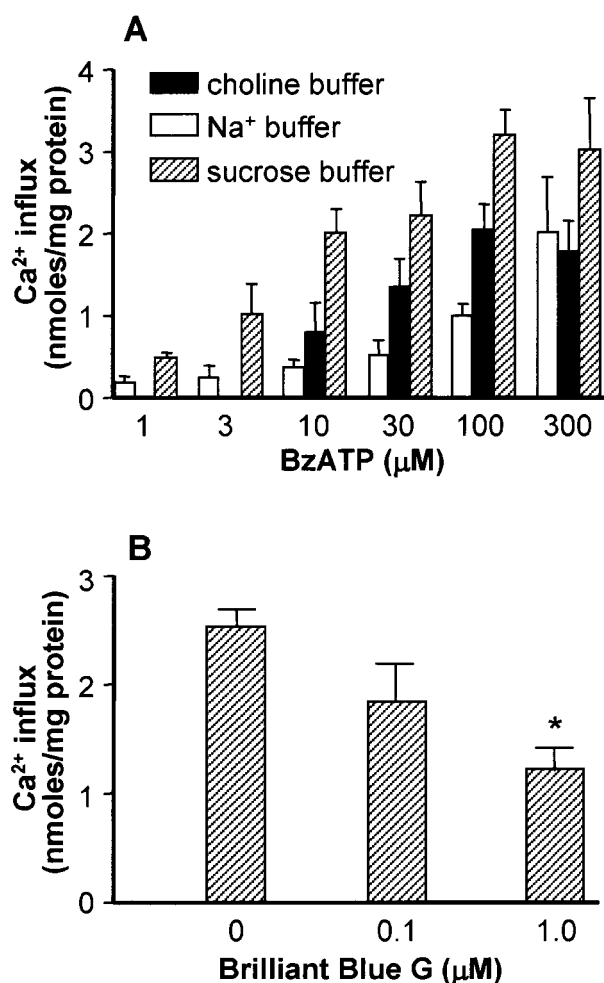 A
4
3
2
1
0
Ca²⁺ influx
(nmoles/mg protein)
choline buffer
Na⁺ buffer
sucrose buffer
1 3 10 30 100 300
BzATP (μM)
B
3
2
1
0
Ca²⁺ influx
(nmoles/mg protein)
*
0 0.1 1.0
Brilliant Blue G (μM)